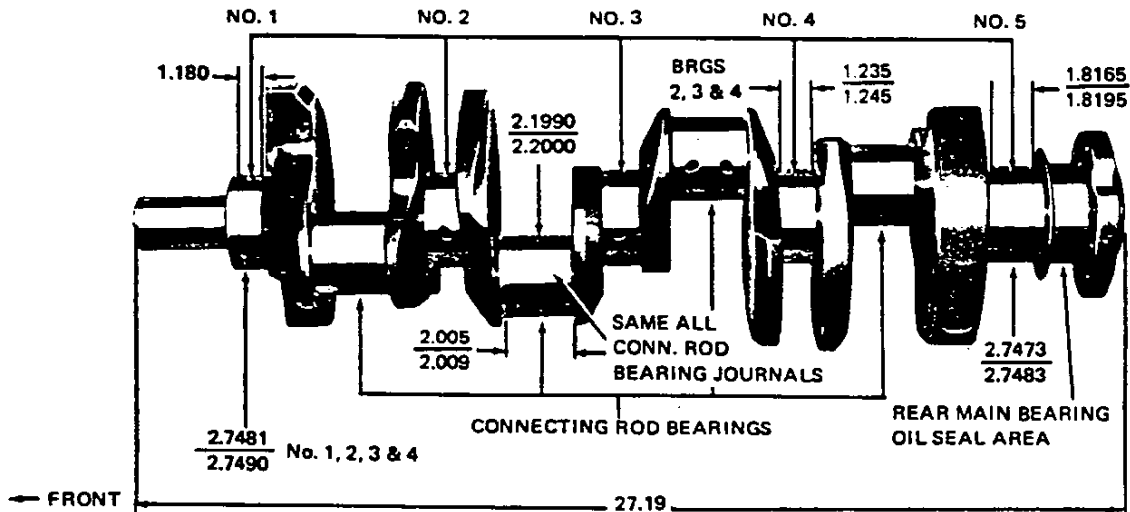 NO. 1 NO. 2 NO. 3 NO. 4 NO. 5
1.180
BRGS
2, 3 & 4
1.235
1.245
1.8165
1.8195
2.1990
2.2000
SAME ALL
CONN. ROD
BEARING JOURNALS
2.005
2.009
2.7473
2.7483
CONNECTING ROD BEARINGS
REAR MAIN BEARING
OIL SEAL AREA
2.7481
2.7490
No. 1, 2, 3 & 4
FRONT
27.19